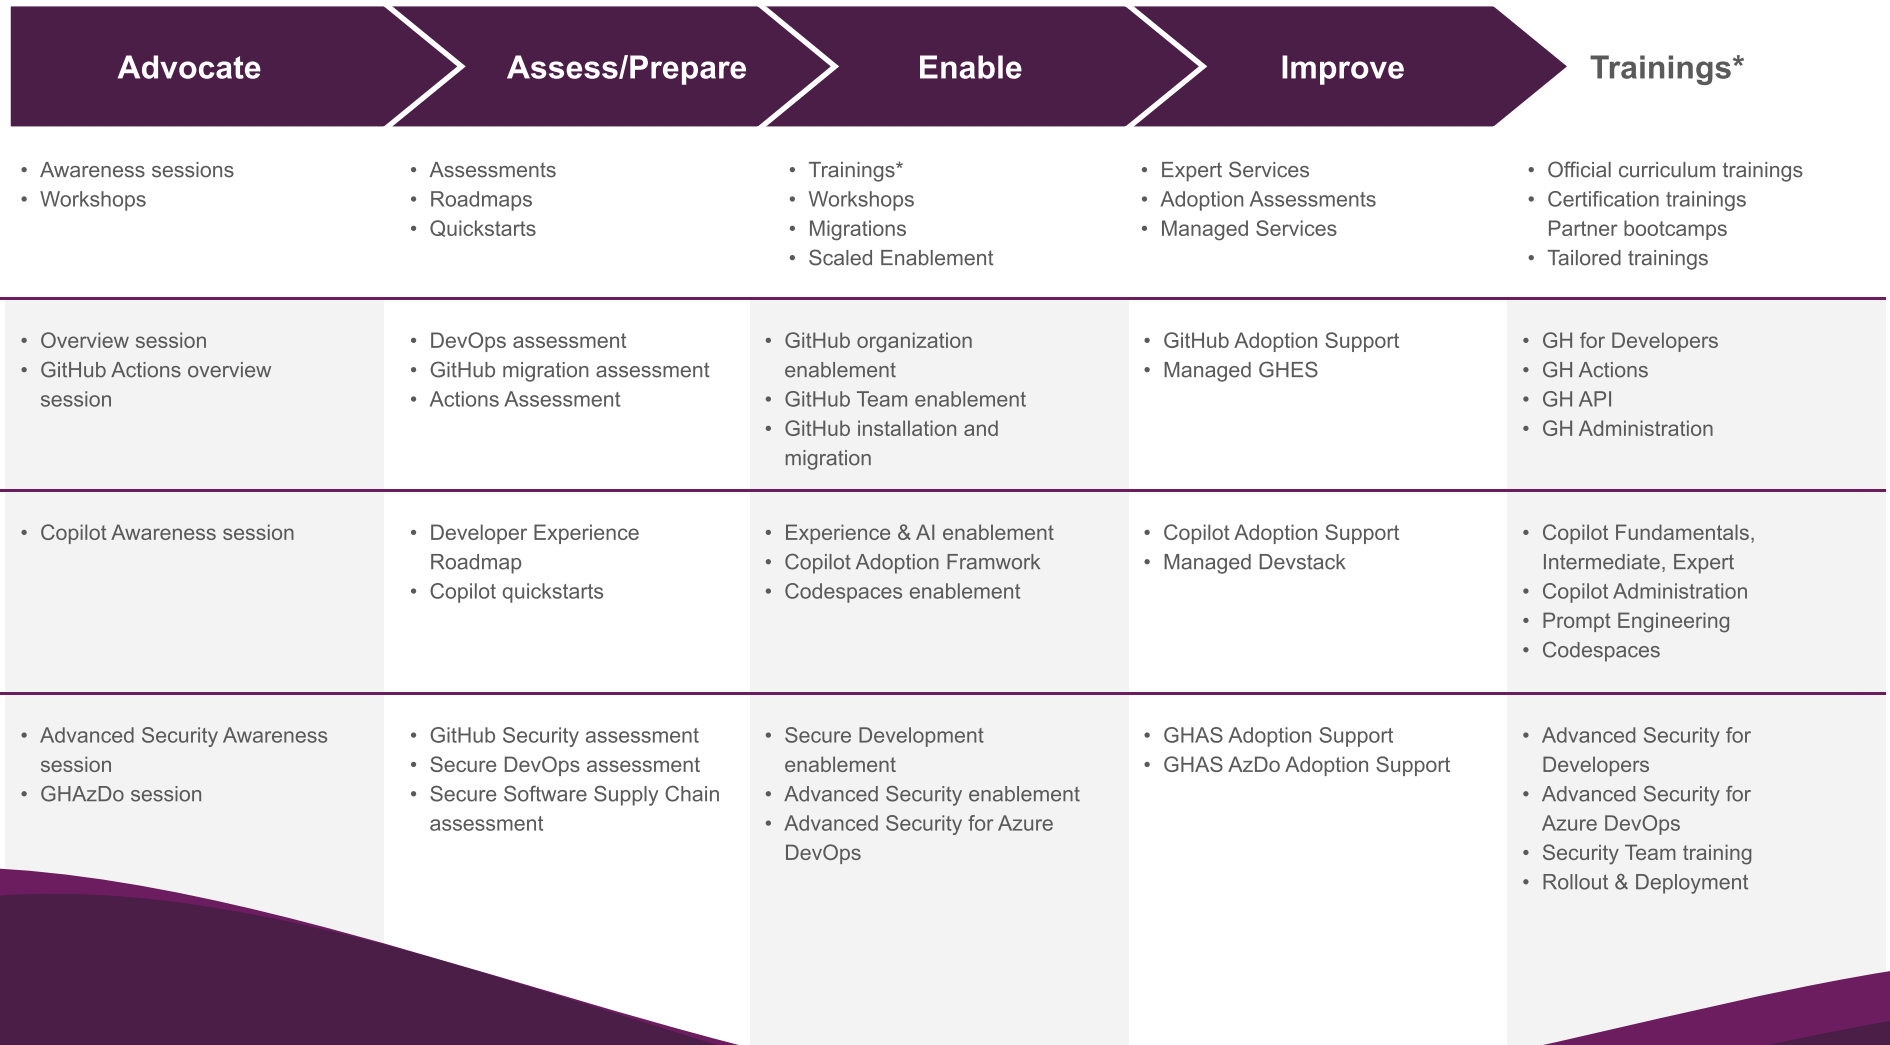 Advocate
Assess/Prepare
Enable
Improve
Trainings*
• Awareness sessions
• Workshops
• Assessments
• Roadmaps
• Quickstarts
• Trainings*
• Workshops
• Migrations
• Scaled Enablement
• Expert Services
• Adoption Assessments
• Managed Services
• Official curriculum trainings
• Certification trainings
Partner bootcamps
• Tailored trainings
• Overview session
• GitHub Actions overview
session
• DevOps assessment
• GitHub migration assessment
• Actions Assessment
• GitHub organization
enablement
• GitHub Team enablement
• GitHub installation and
migration
• GitHub Adoption Support
• Managed GHES
• GH for Developers
• GH Actions
• GH API
• GH Administration
• Copilot Awareness session
• Developer Experience
Roadmap
• Copilot quickstarts
• Experience & AI enablement
• Copilot Adoption Framwork
• Codespaces enablement
• Copilot Adoption Support
• Managed Devstack
• Copilot Fundamentals,
Intermediate, Expert
• Copilot Administration
• Prompt Engineering
• Codespaces
• Advanced Security Awareness
session
• GHAzDo session
• GitHub Security assessment
• Secure DevOps assessment
• Secure Software Supply Chain
assessment
• Secure Development
enablement
• Advanced Security enablement
• Advanced Security for Azure
DevOps
• GHAS Adoption Support
• GHAS AzDo Adoption Support
• Advanced Security for
Developers
• Advanced Security for
Azure DevOps
• Security Team training
• Rollout & Deployment